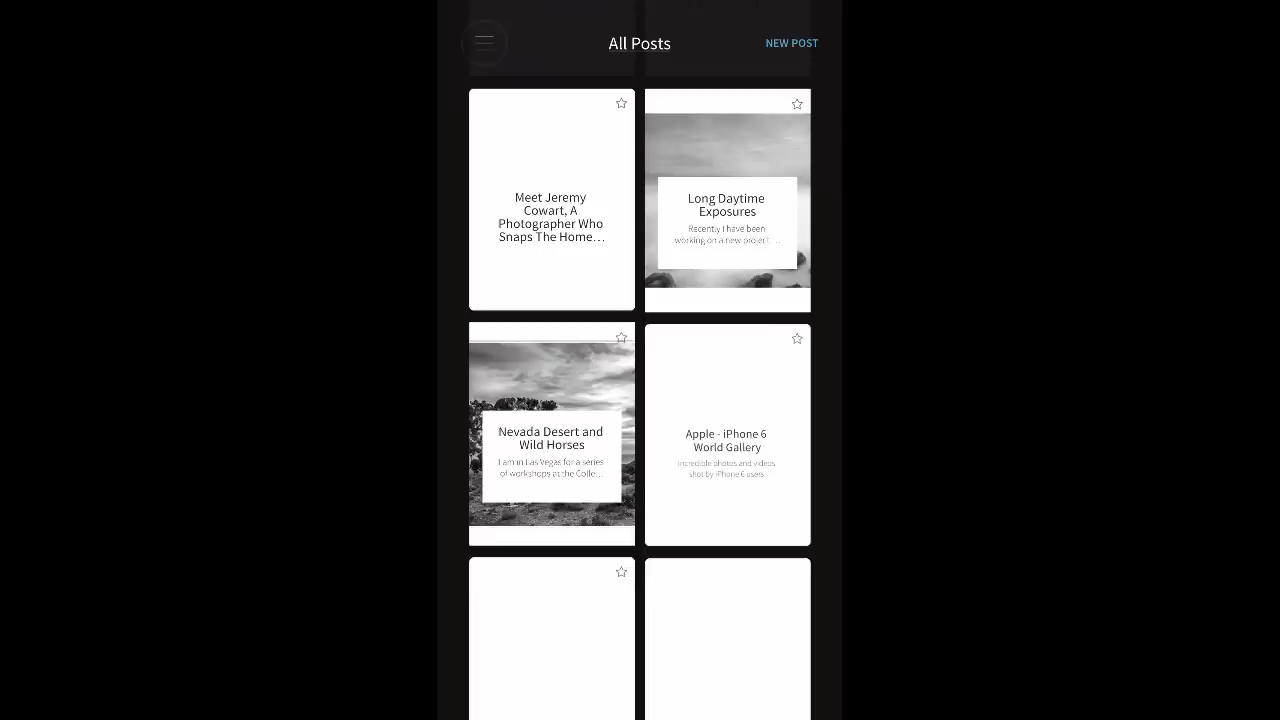 All Posts
NEW POST
Meet Jeremy
Cowart, A
Photographer Who
Snaps The Home…
Long Daytime
Exposures
Recently I have been
working on a new project. …
Nevada Desert and
Wild Horses
I am in Las Vegas for a series
of workshops at the Colle…
Apple - iPhone 6
World Gallery
Incredible photos and videos
shot by iPhone 6 users.